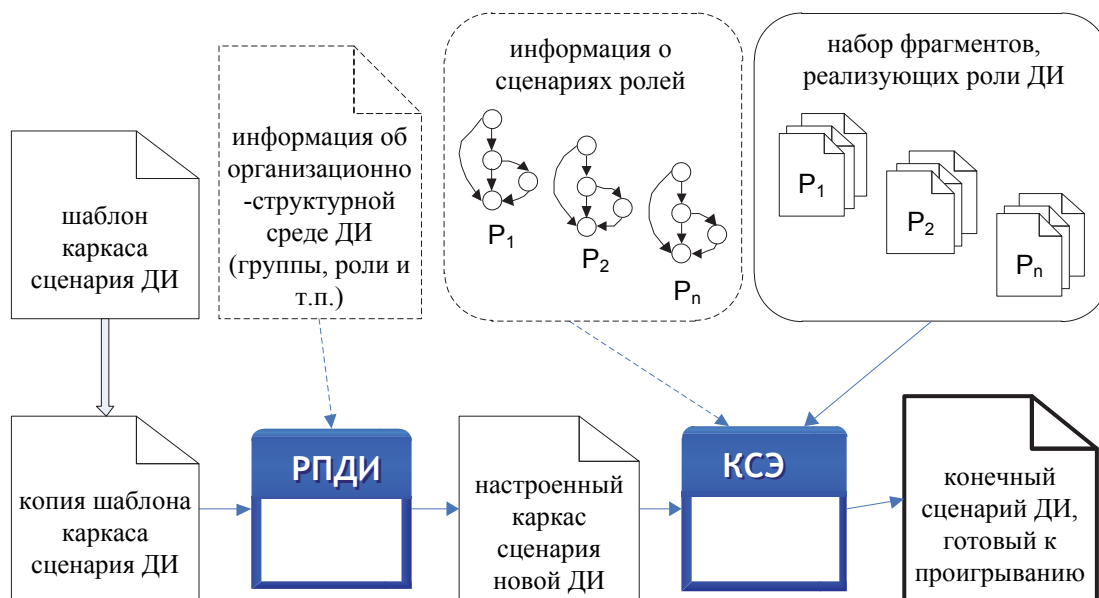 шаблон
каркаса
сценария ДИ
информация об
организационно
-структурной
среде ДИ
(группы, роли и
т.п.)
информация о
сценариях ролей
P1
P2
Pn
набор фрагментов,
реализующих роли ДИ
P1
P2
Pn
копия шаблона
каркаса
сценария ДИ
РПДИ
настроенный
каркас
сценария
новой ДИ
КСЭ
конечный
сценарий ДИ,
готовый к
проигрыванию